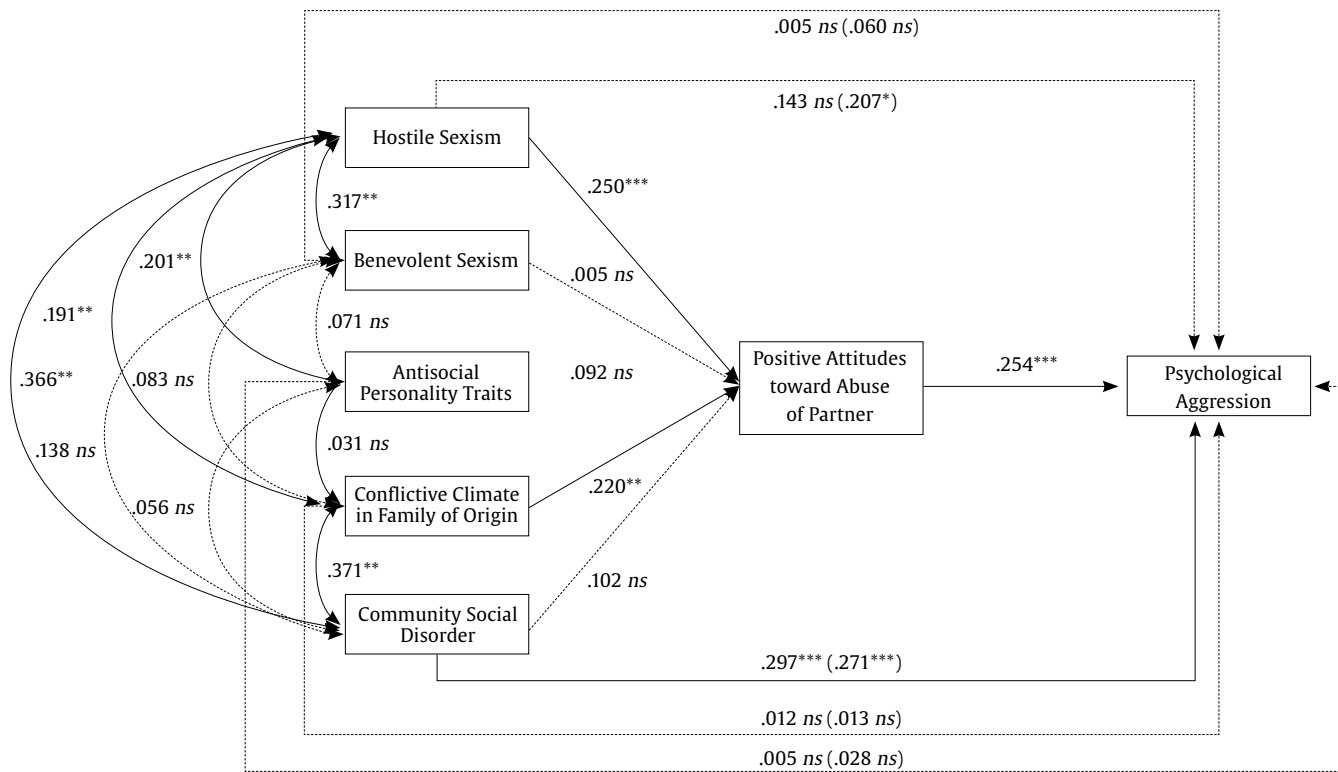 .005 ns (.060 ns)
.143 ns (.207*)
Hostile Sexism
.250***
.317**
.201**
Benevolent Sexism
.005 ns
.191**
.071 ns
.366**
.083 ns
Antisocial
Personality Traits
.092 ns
Positive Attitudes
toward Abuse
of Partner
.254***
Psychological
Aggression
.138 ns
.031 ns
.056 ns
Conflictive Climate
in Family of Origin
.220**
.371**
.102 ns
Community Social
Disorder
.297*** (.271***)
.012 ns (.013 ns)
.005 ns (.028 ns)